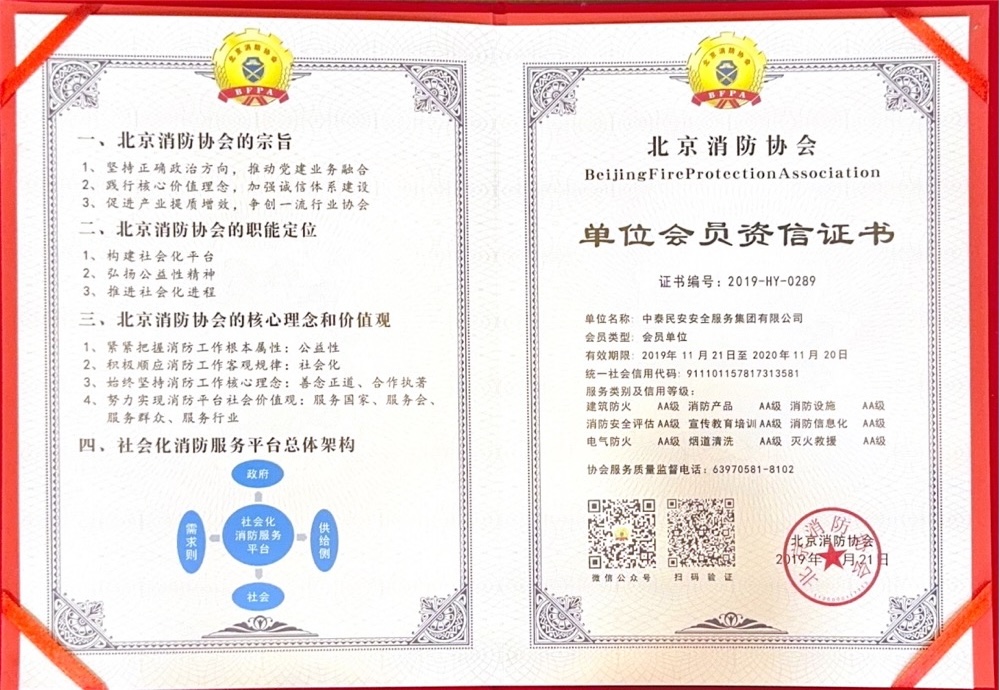 北京消防协会
BFPA
一、北京消防协会的宗旨
1、坚持正确政治方向，推动党建业务融合
2、践行核心价值理念，加强诚信体系建设
3、促进产业提质增效，争创一流行业协会
二、北京消防协会的职能定位
1、构建社会化平台
2、弘扬公益性精神
3、推进社会化进程
三、北京消防协会的核心理念和价值观
1、紧紧把握消防工作根本属性：公益性
2、积极顺应消防工作客观规律：社会化
3、始终坚持消防工作核心理念：善念正道、合作执著
4、努力实现消防平台社会价值观：服务国家、服务会、
服务群众、服务行业
四、社会化消防服务平台总体架构
政府
需求则
社会化
消防服务
平台
供给侧
社会
北京消防协会
BFPA
北京消防协会
BeijingFireProtectionAssociation
单位会员资信证书
证书编号：2019-HY-0289
单位名称：中泰民安安全服务集团有限公司
会员类型：会员单位
有效期限：2019年11月21日至2020年11月20日
统一社会信用代码：911101157817313581
服务类别及信用等级：
建筑防火 AA级 消防产品 AA级 消防设施 AA级
消防安全评估 AA级 宣传教育培训 AA级 消防信息化 AA级
电气防火 AA级 烟道清洗 AA级 灭火救援 AA级
协会服务质量监督电话：63970581-8102
微信公众号 扫码验证
北京消防协会
2019年 月21日
北京消防协会